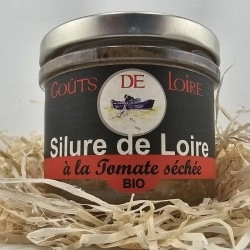 GOÛTS DE LOIRE
Silure de Loire
à la Tomate séchée
BIO